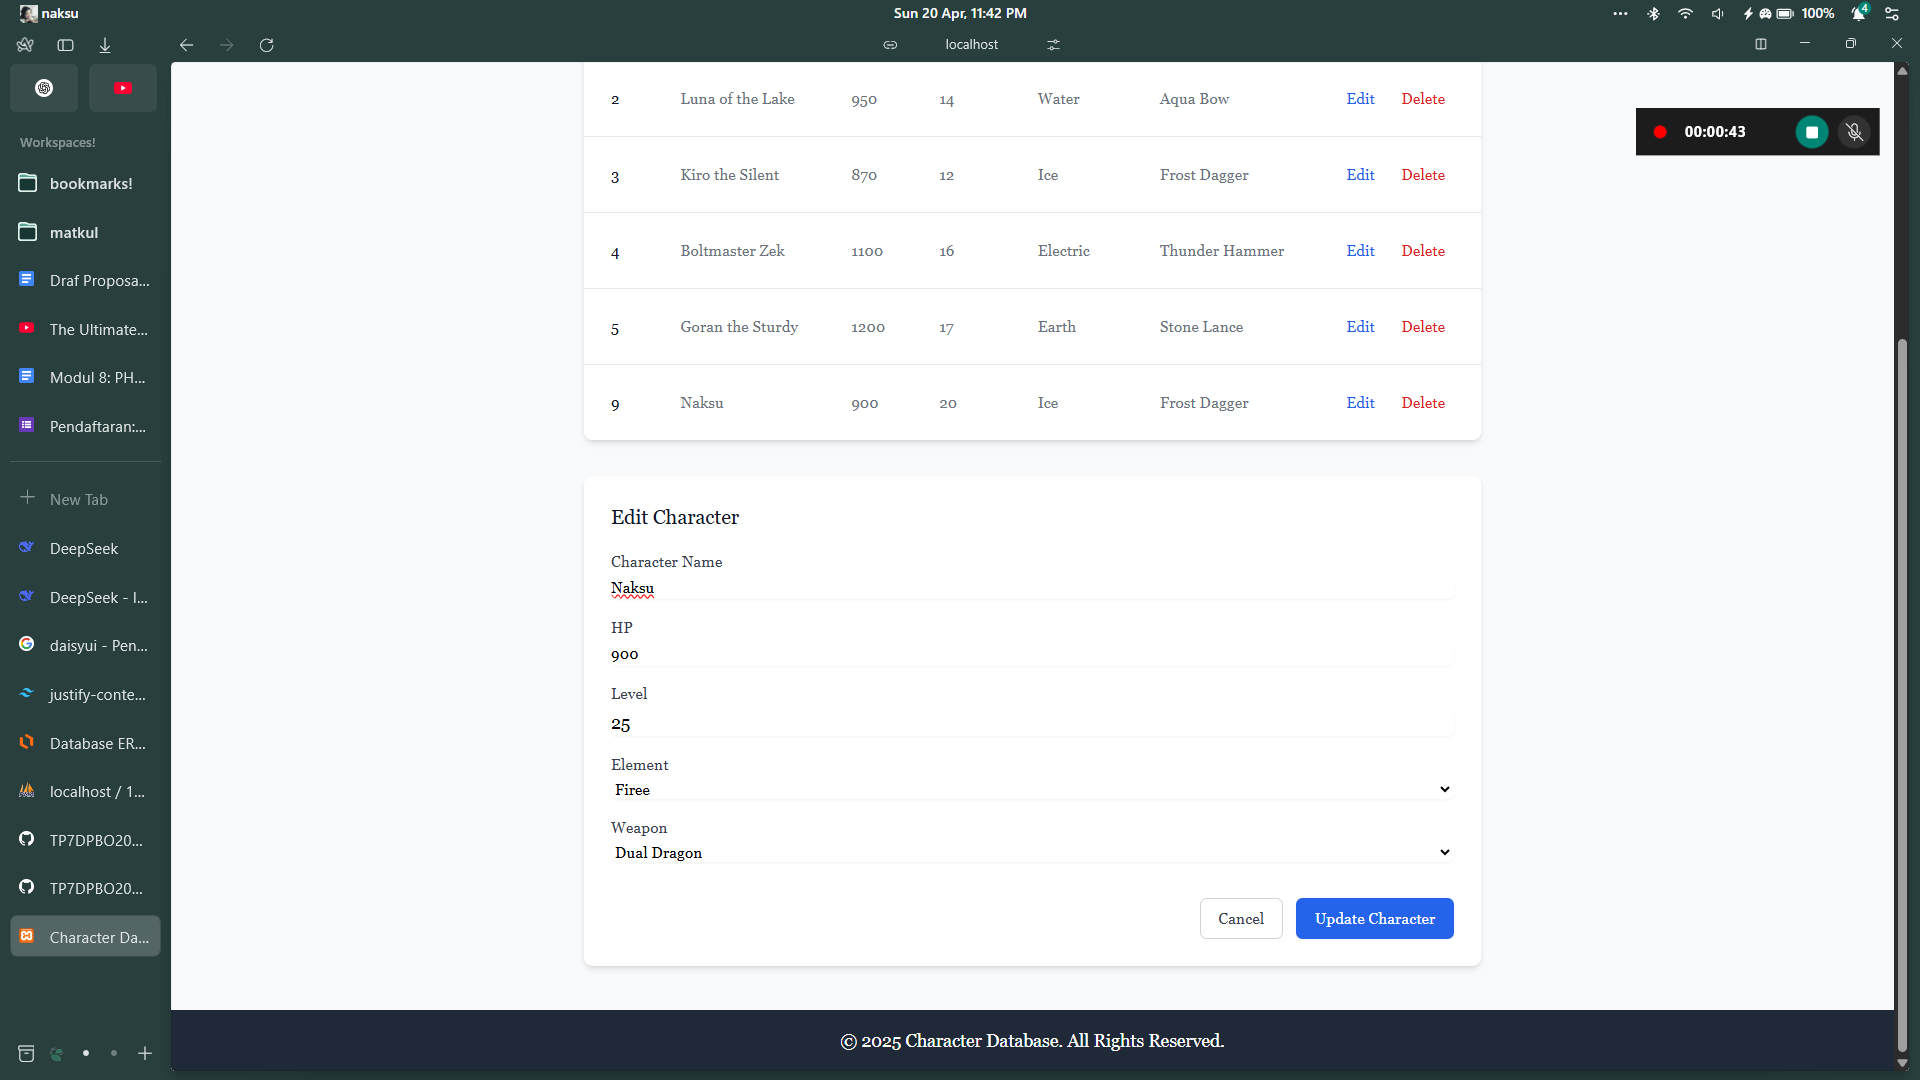 naksu
Sun 20 Apr, 11:42 PM
100%
4
localhost
Workspaces!
bookmarks!
matkul
Draf Proposa...
The Ultimate...
Modul 8: PH...
Pendaftaran:...
New Tab
DeepSeek
DeepSeek - I...
daisyui - Pen...
justify-conte...
Database ER...
localhost / 1...
TP7DPBO20...
TP7DPBO20...
Character Da...
00:00:43
2 Luna of the Lake 950 14 Water Aqua Bow Edit Delete
3 Kiro the Silent 870 12 Ice Frost Dagger Edit Delete
4 Boltmaster Zek 1100 16 Electric Thunder Hammer Edit Delete
5 Goran the Sturdy 1200 17 Earth Stone Lance Edit Delete
9 Naksu 900 20 Ice Frost Dagger Edit Delete
Edit Character
Character Name
Naksu
HP
900
Level
25
Element
Firee
Weapon
Dual Dragon
Cancel Update Character
© 2025 Character Database. All Rights Reserved.